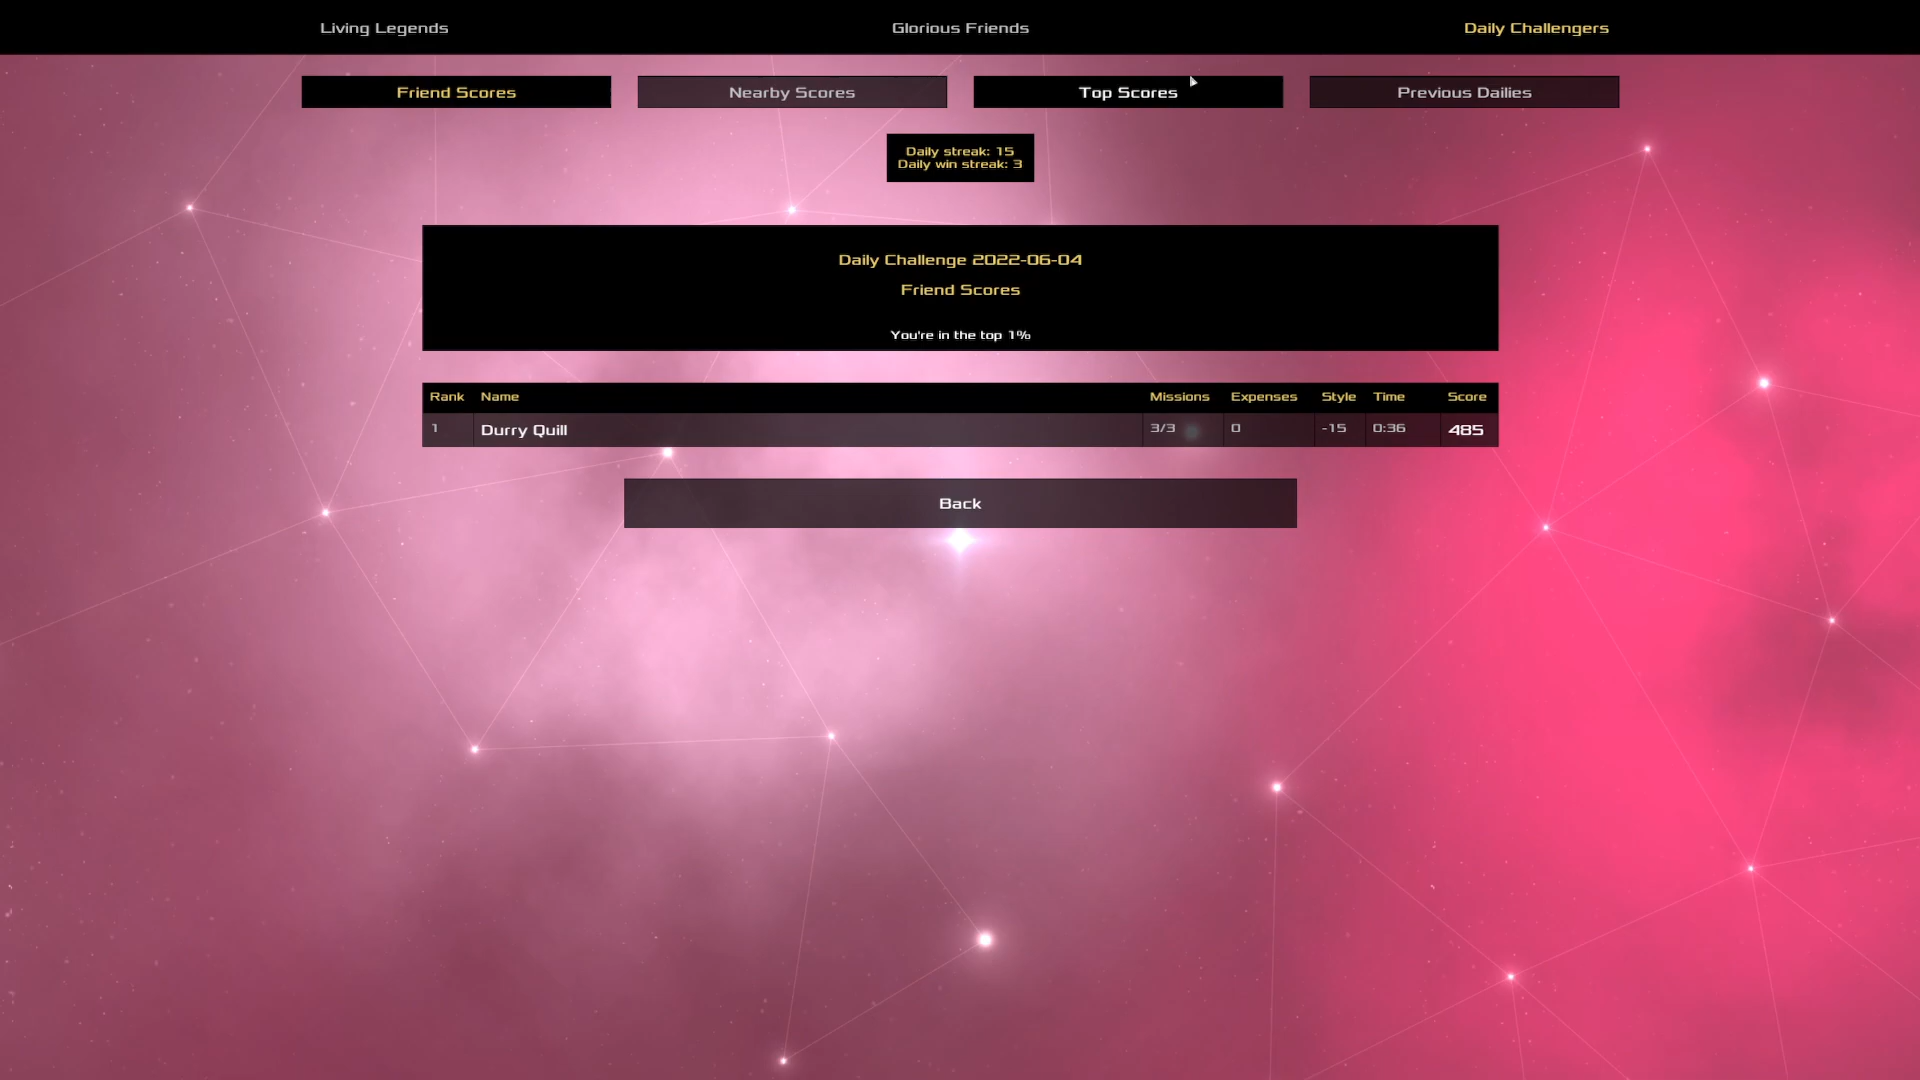 Living Legends
Glorious Friends
Daily Challengers
Friend Scores
Nearby Scores
Top Scores
Previous Dailies
Daily streak: 15
Daily win streak: 3
Daily Challenge 2022-06-04
Friend Scores
You're in the top 1%
Rank Name Missions Expenses Style Time Score
1 Durry Quill 3/3 0 -15 0:36 485
Back